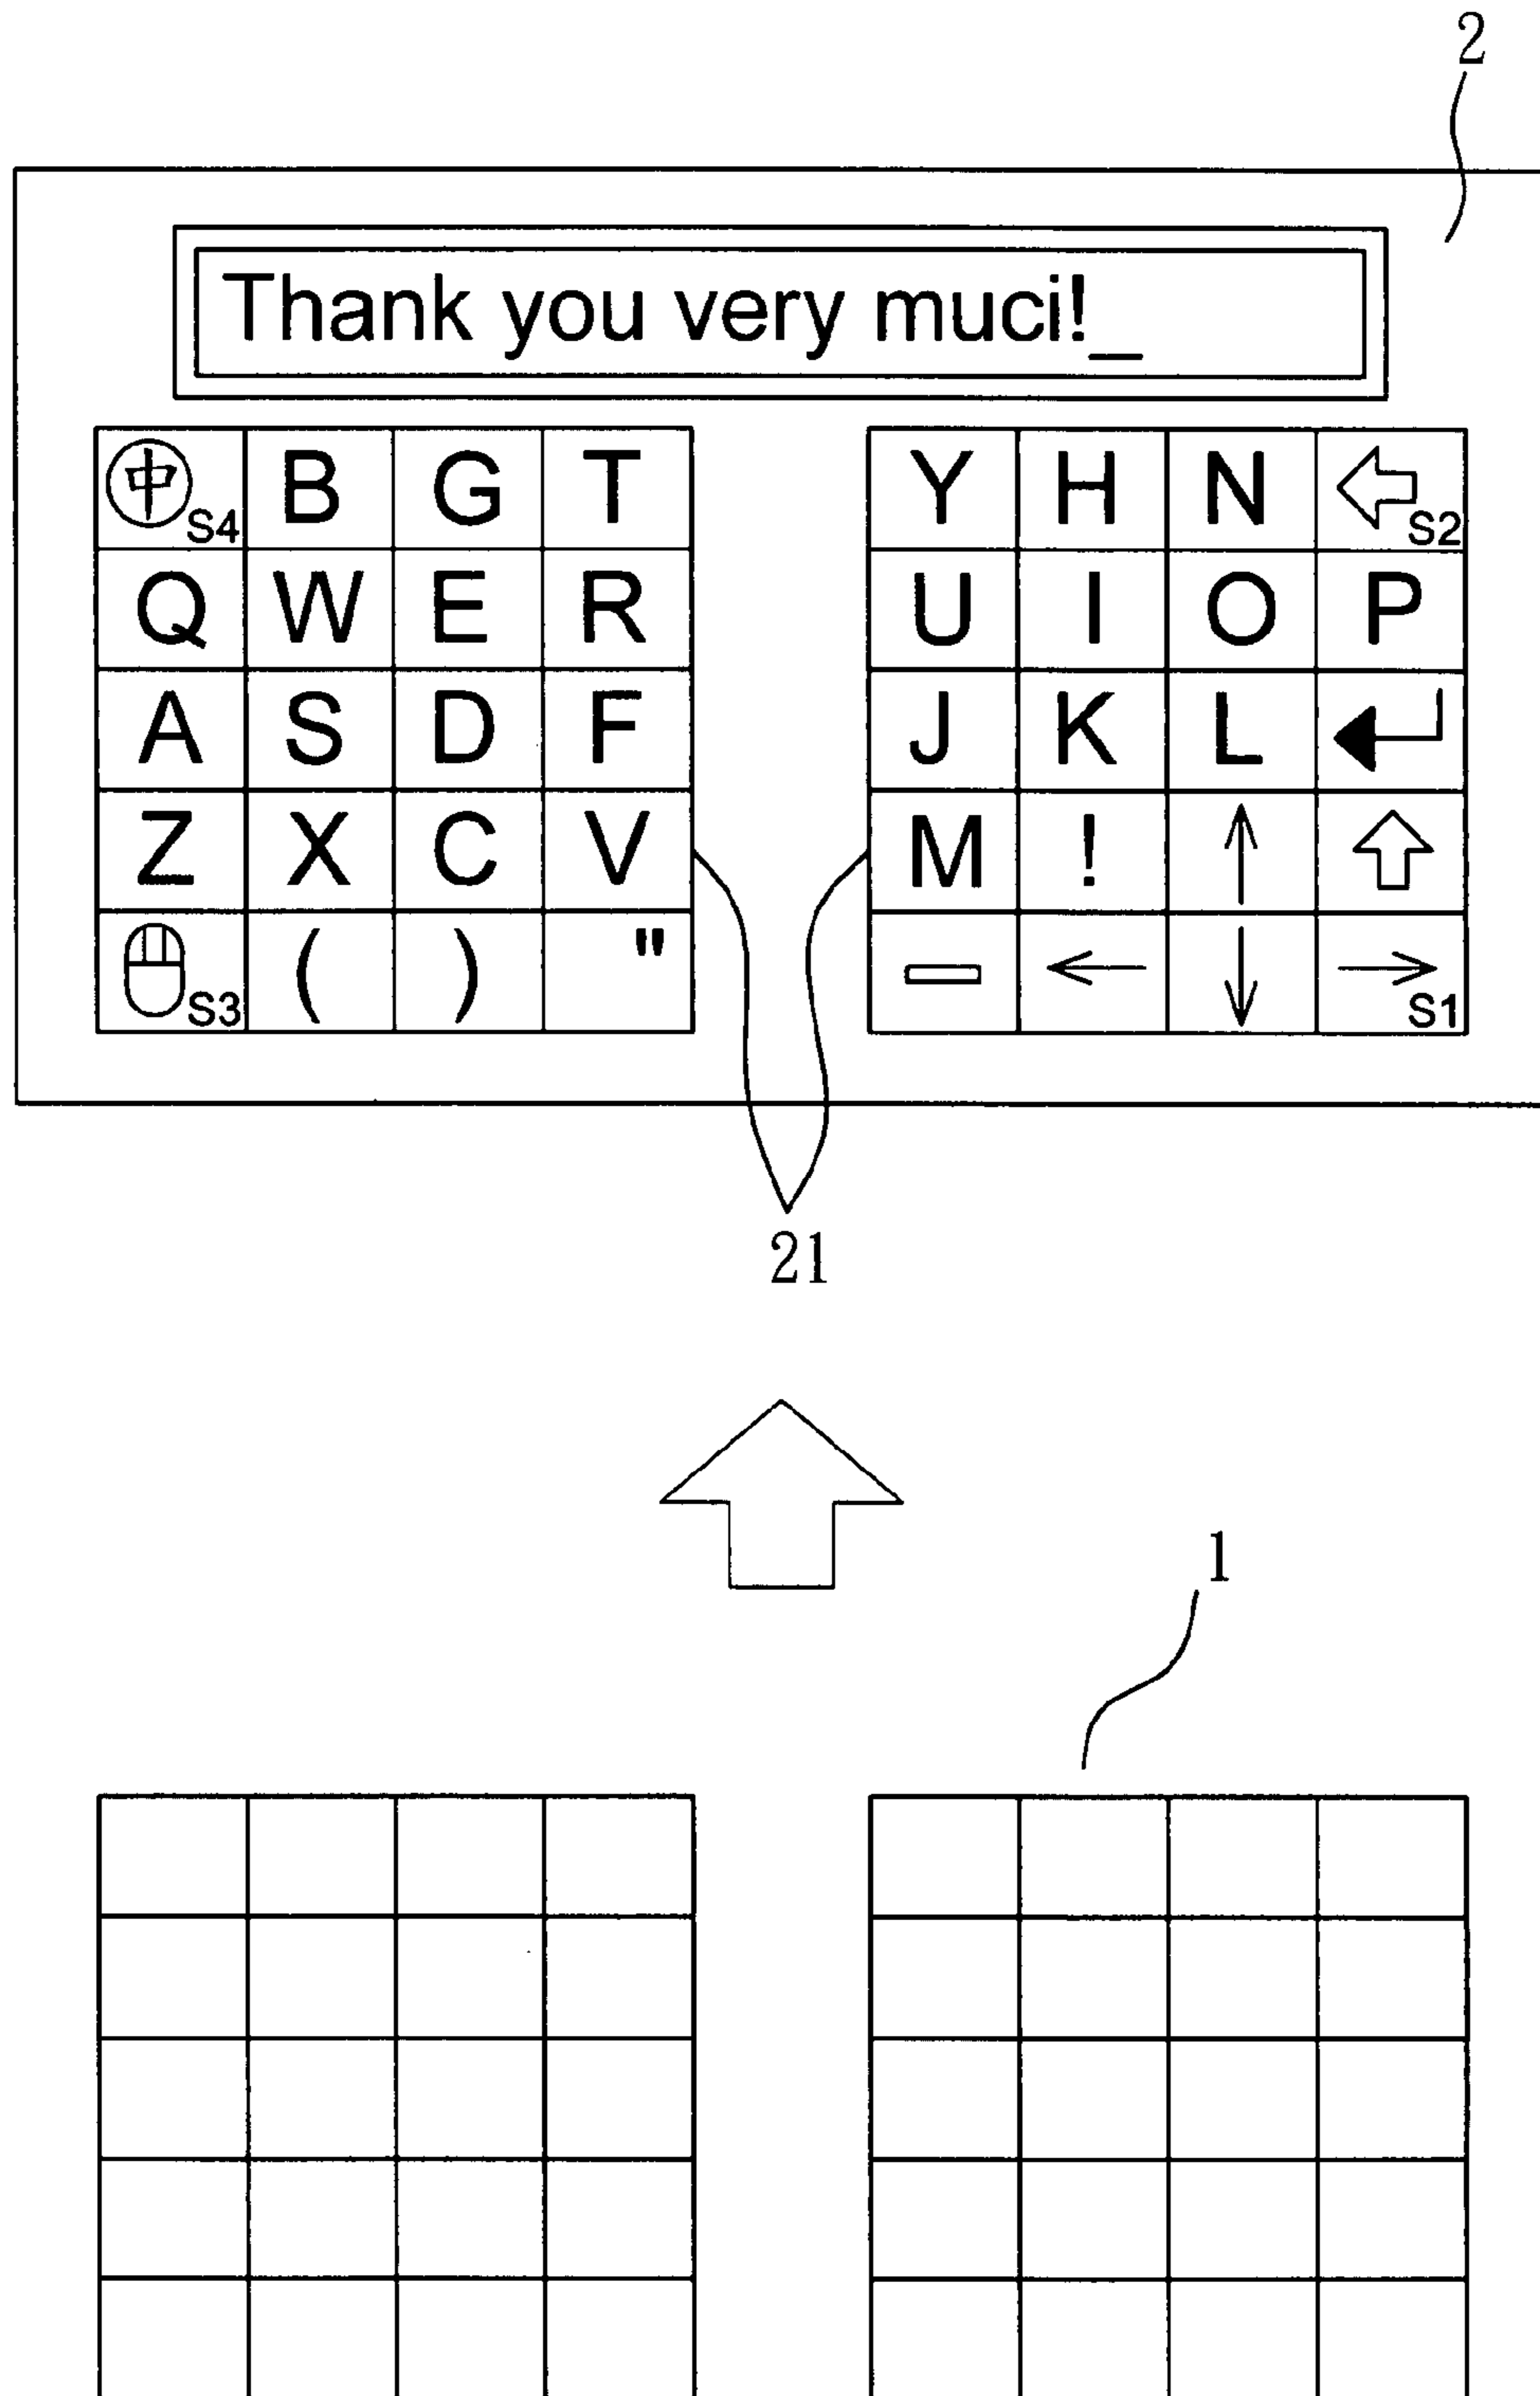 2
Thank you very muci!_
中 S4 B G T Y H N S2
Q W E R U I O P
A S D F J K L
Z X C V M !
S3 ( ) " S1
21
1